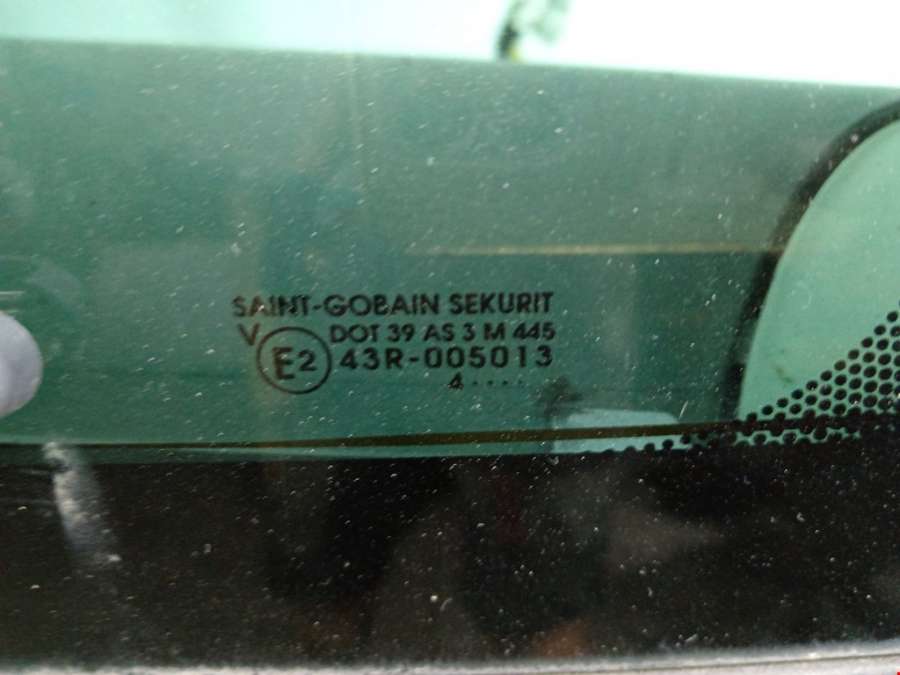 SAINT-GOBAIN SEKURIT
V DOT 39 AS 3 M 445
E2 43R-005013
4 ....